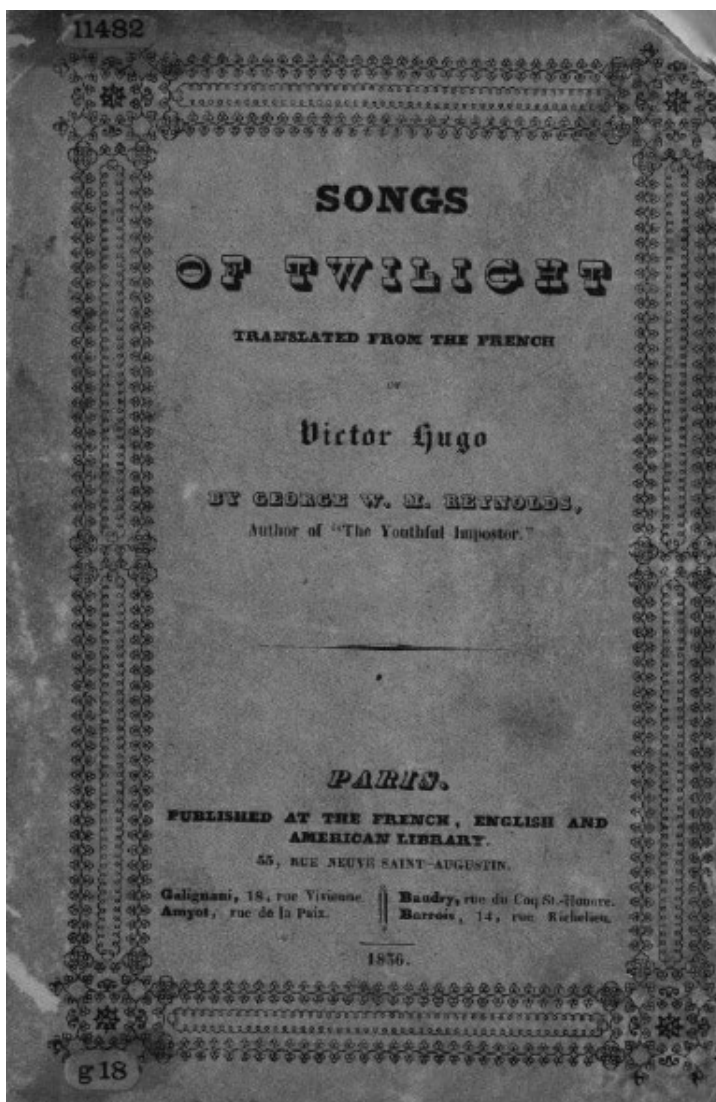 11482
SONGS
OF TWILIGHT
TRANSLATED FROM THE FRENCH
OF
Victor Hugo
BY GEORGE W. M. REYNOLDS,
Author of "The Youthful Impostor."
PARIS.
PUBLISHED AT THE FRENCH, ENGLISH AND
AMERICAN LIBRARY.
55, RUE NEUVE SAINT-AUGUSTIN.
Galignani, 18, rue Vivienne.
Amyot, rue de la Paix.
Baudry, rue du Coq St.-Honore.
Barrois, 14, rue Richelieu.
1836.
g18